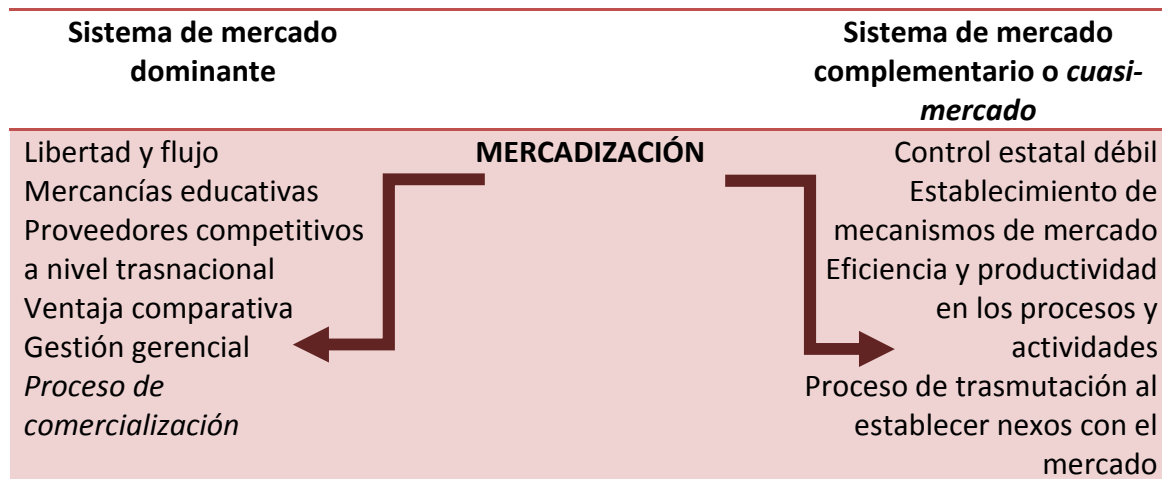 Sistema de mercado
dominante
Sistema de mercado
complementario o cuasi-
mercado
Libertad y flujo
Mercancías educativas
Proveedores competitivos
a nivel trasnacional
Ventaja comparativa
Gestión gerencial
Proceso de
comercialización
MERCADIZACIÓN
Control estatal débil
Establecimiento de
mecanismos de mercado
Eficiencia y productividad
en los procesos y
actividades
Proceso de trasmutación al
establecer nexos con el
mercado